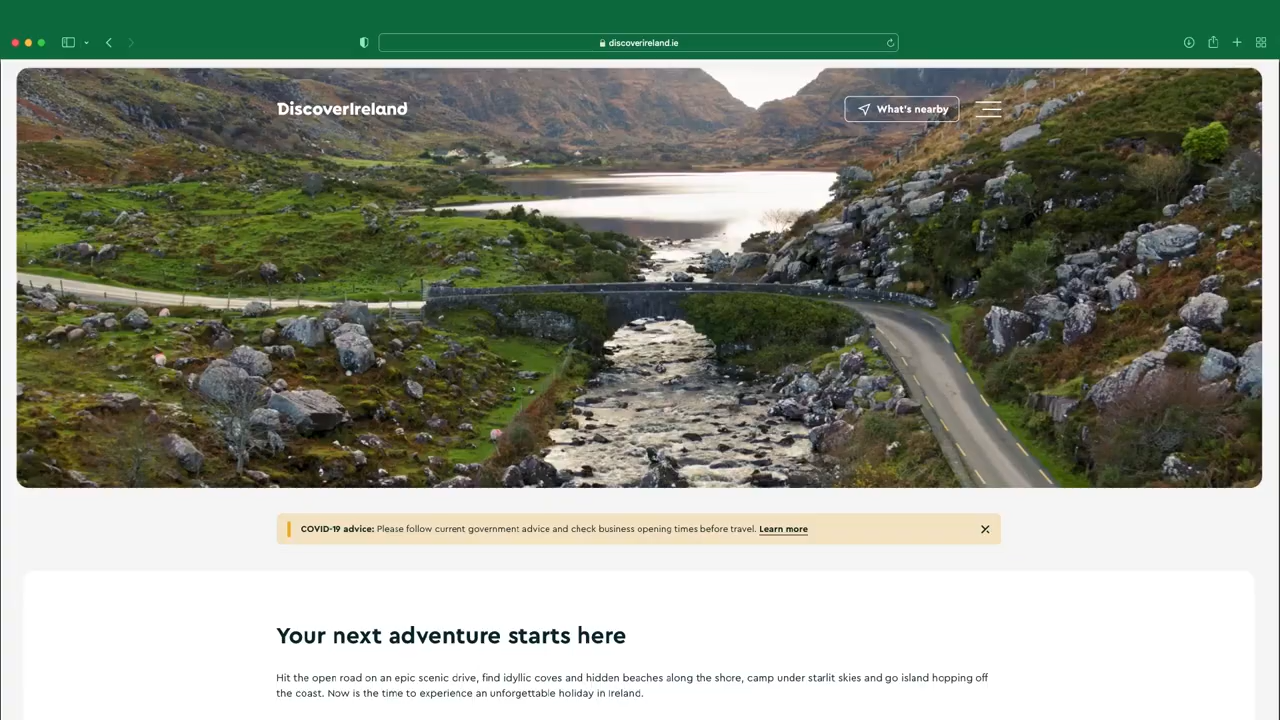 discoverireland.ie
DiscoverIreland
What's nearby
COVID-19 advice: Please follow current government advice and check business opening times before travel. Learn more
Your next adventure starts here
Hit the open road on an epic scenic drive, find idyllic coves and hidden beaches along the shore, camp under starlit skies and go island hopping off
the coast. Now is the time to experience an unforgettable holiday in Ireland.